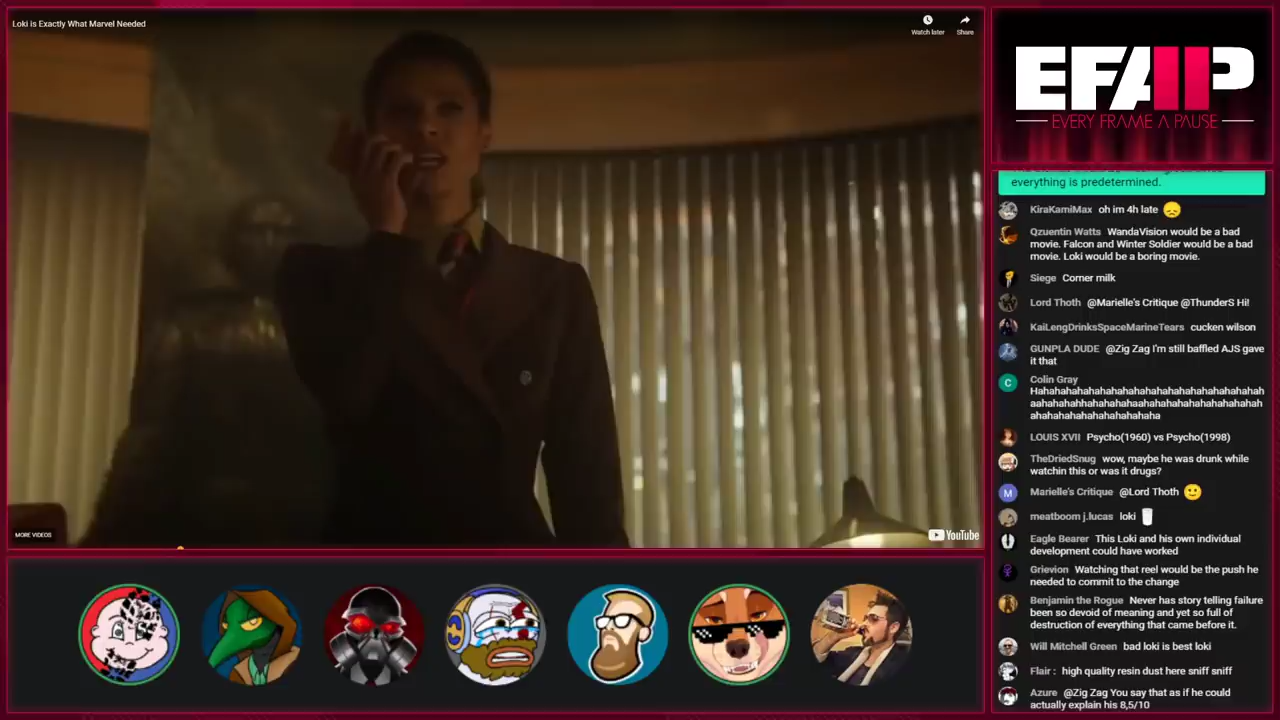 Loki is Exactly What Marvel Needed
Watch later
Share
MORE VIDEOS
YouTube
EFAP
EVERY FRAME A PAUSE
everything is predetermined.
KiraKamiMax oh im 4h late
Qzuentin Watts WandaVision would be a bad
movie. Falcon and Winter Soldier would be a bad
movie. Loki would be a boring movie.
Siege Corner milk
Lord Thoth @Marielle's Critique @ThunderS Hi!
KaiLengDrinksSpaceMarineTears cucken wilson
GUNPLA DUDE @Zig Zag I'm still baffled AJS gave
it that
C Colin Gray
Hahahahahahahahahahahahahahahahahahahahahahah
aahahahahhahahahahaahahahahahahahahahahahahah
ahahahahahahahahahahaha
LOUIS XVII Psycho(1960) vs Psycho(1998)
TheDriedSnug wow, maybe he was drunk while
watchin this or was it drugs?
M Marielle's Critique @Lord Thoth
meatboom j.lucas loki
Eagle Bearer This Loki and his own individual
development could have worked
Grievion Watching that reel would be the push he
needed to commit to the change
Benjamin the Rogue Never has story telling failure
been so devoid of meaning and yet so full of
destruction of everything that came before it.
Will Mitchell Green bad loki is best loki
Flair : high quality resin dust here sniff sniff
Azure @Zig Zag You say that as if he could
actually explain his 8,5/10